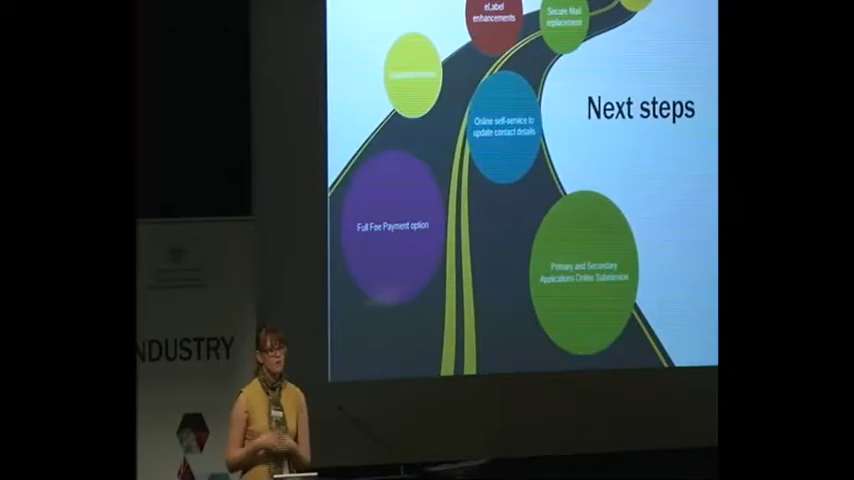 eLabel
enhancements
Secure Mail
replacement
Next steps
Online self-service to
update contact details
Full Fee Payment option
Primary and Secondary
Applications Online Submission
NDUSTRY